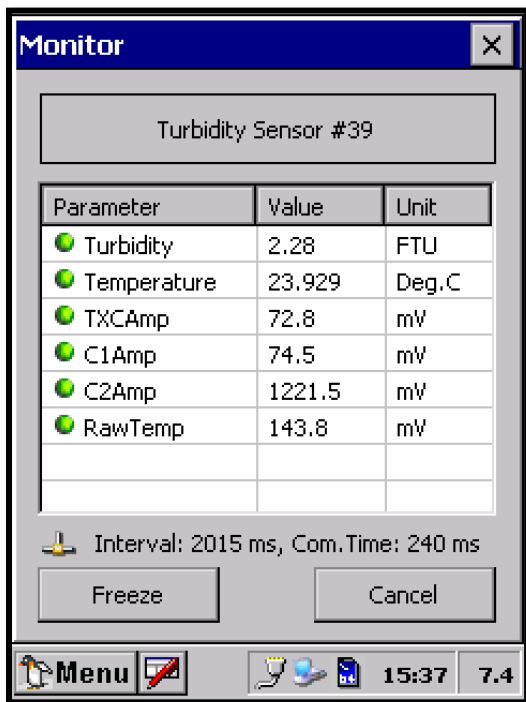 Monitor
Turbidity Sensor #39
Parameter Value Unit
Turbidity 2.28 FTU
Temperature 23.929 Deg.C
TXCAmp 72.8 mV
C1Amp 74.5 mV
C2Amp 1221.5 mV
RawTemp 143.8 mV
Interval: 2015 ms, Com.Time: 240 ms
Freeze Cancel
Menu 15:37 7.4